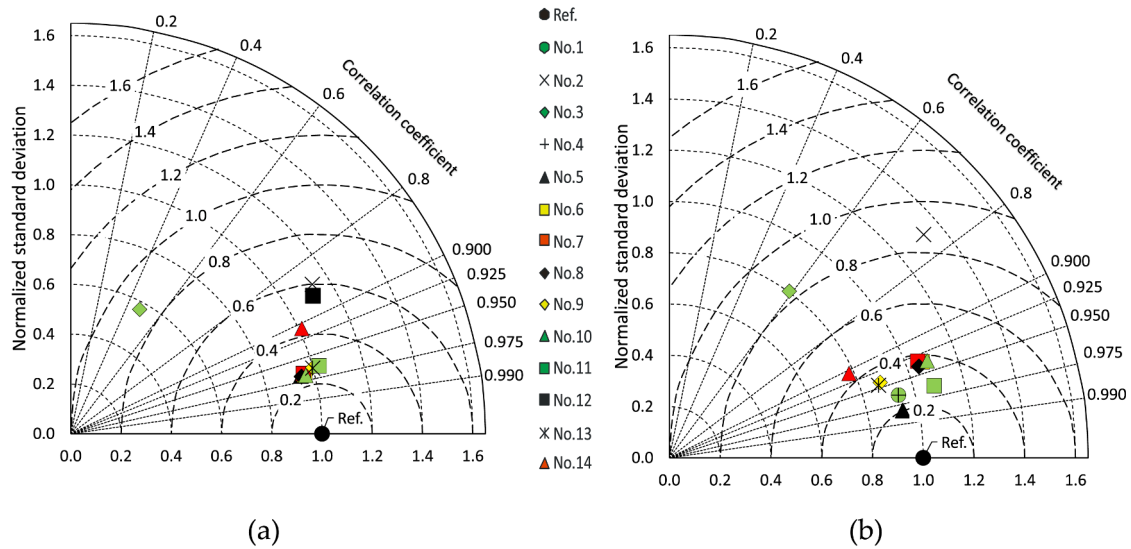 Normalized standard deviation
1.6
1.4
1.2
1.0
0.8
0.6
0.4
0.2
0.0
0.0 0.2 0.4 0.6 0.8 1.0 1.2 1.4 1.6
0.2
0.4
0.6
0.8
0.900
0.925
0.950
0.975
0.990
Correlation coefficient
1.6
1.4
1.2
1.0
0.8
0.6
0.4
0.2
Ref.
(a)
Ref.
No.1
No.2
No.3
No.4
No.5
No.6
No.7
No.8
No.9
No.10
No.11
No.12
No.13
No.14
Normalized standard deviation
1.6
1.4
1.2
1.0
0.8
0.6
0.4
0.2
0.0
0.0 0.2 0.4 0.6 0.8 1.0 1.2 1.4 1.6
0.2
0.4
0.6
0.8
0.900
0.925
0.950
0.975
0.990
Correlation coefficient
1.6
1.4
1.2
1.0
0.8
0.6
0.4
0.2
Ref.
(b)